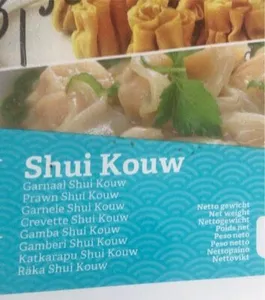 Shui Kouw
Garnaal Shui Kouw
Prawn Shui Kouw
Garnele Shui Kouw
Crevette Shui Kouw
Gamba Shui Kouw
Gamberi Shui Kouw
Katkarapu Shui Kouw
Räka Shui Kouw
Netto gewicht
Net weight
Nettogewicht
Poids net
Peso neto
Peso netto
Nettopaino
Nettovikt